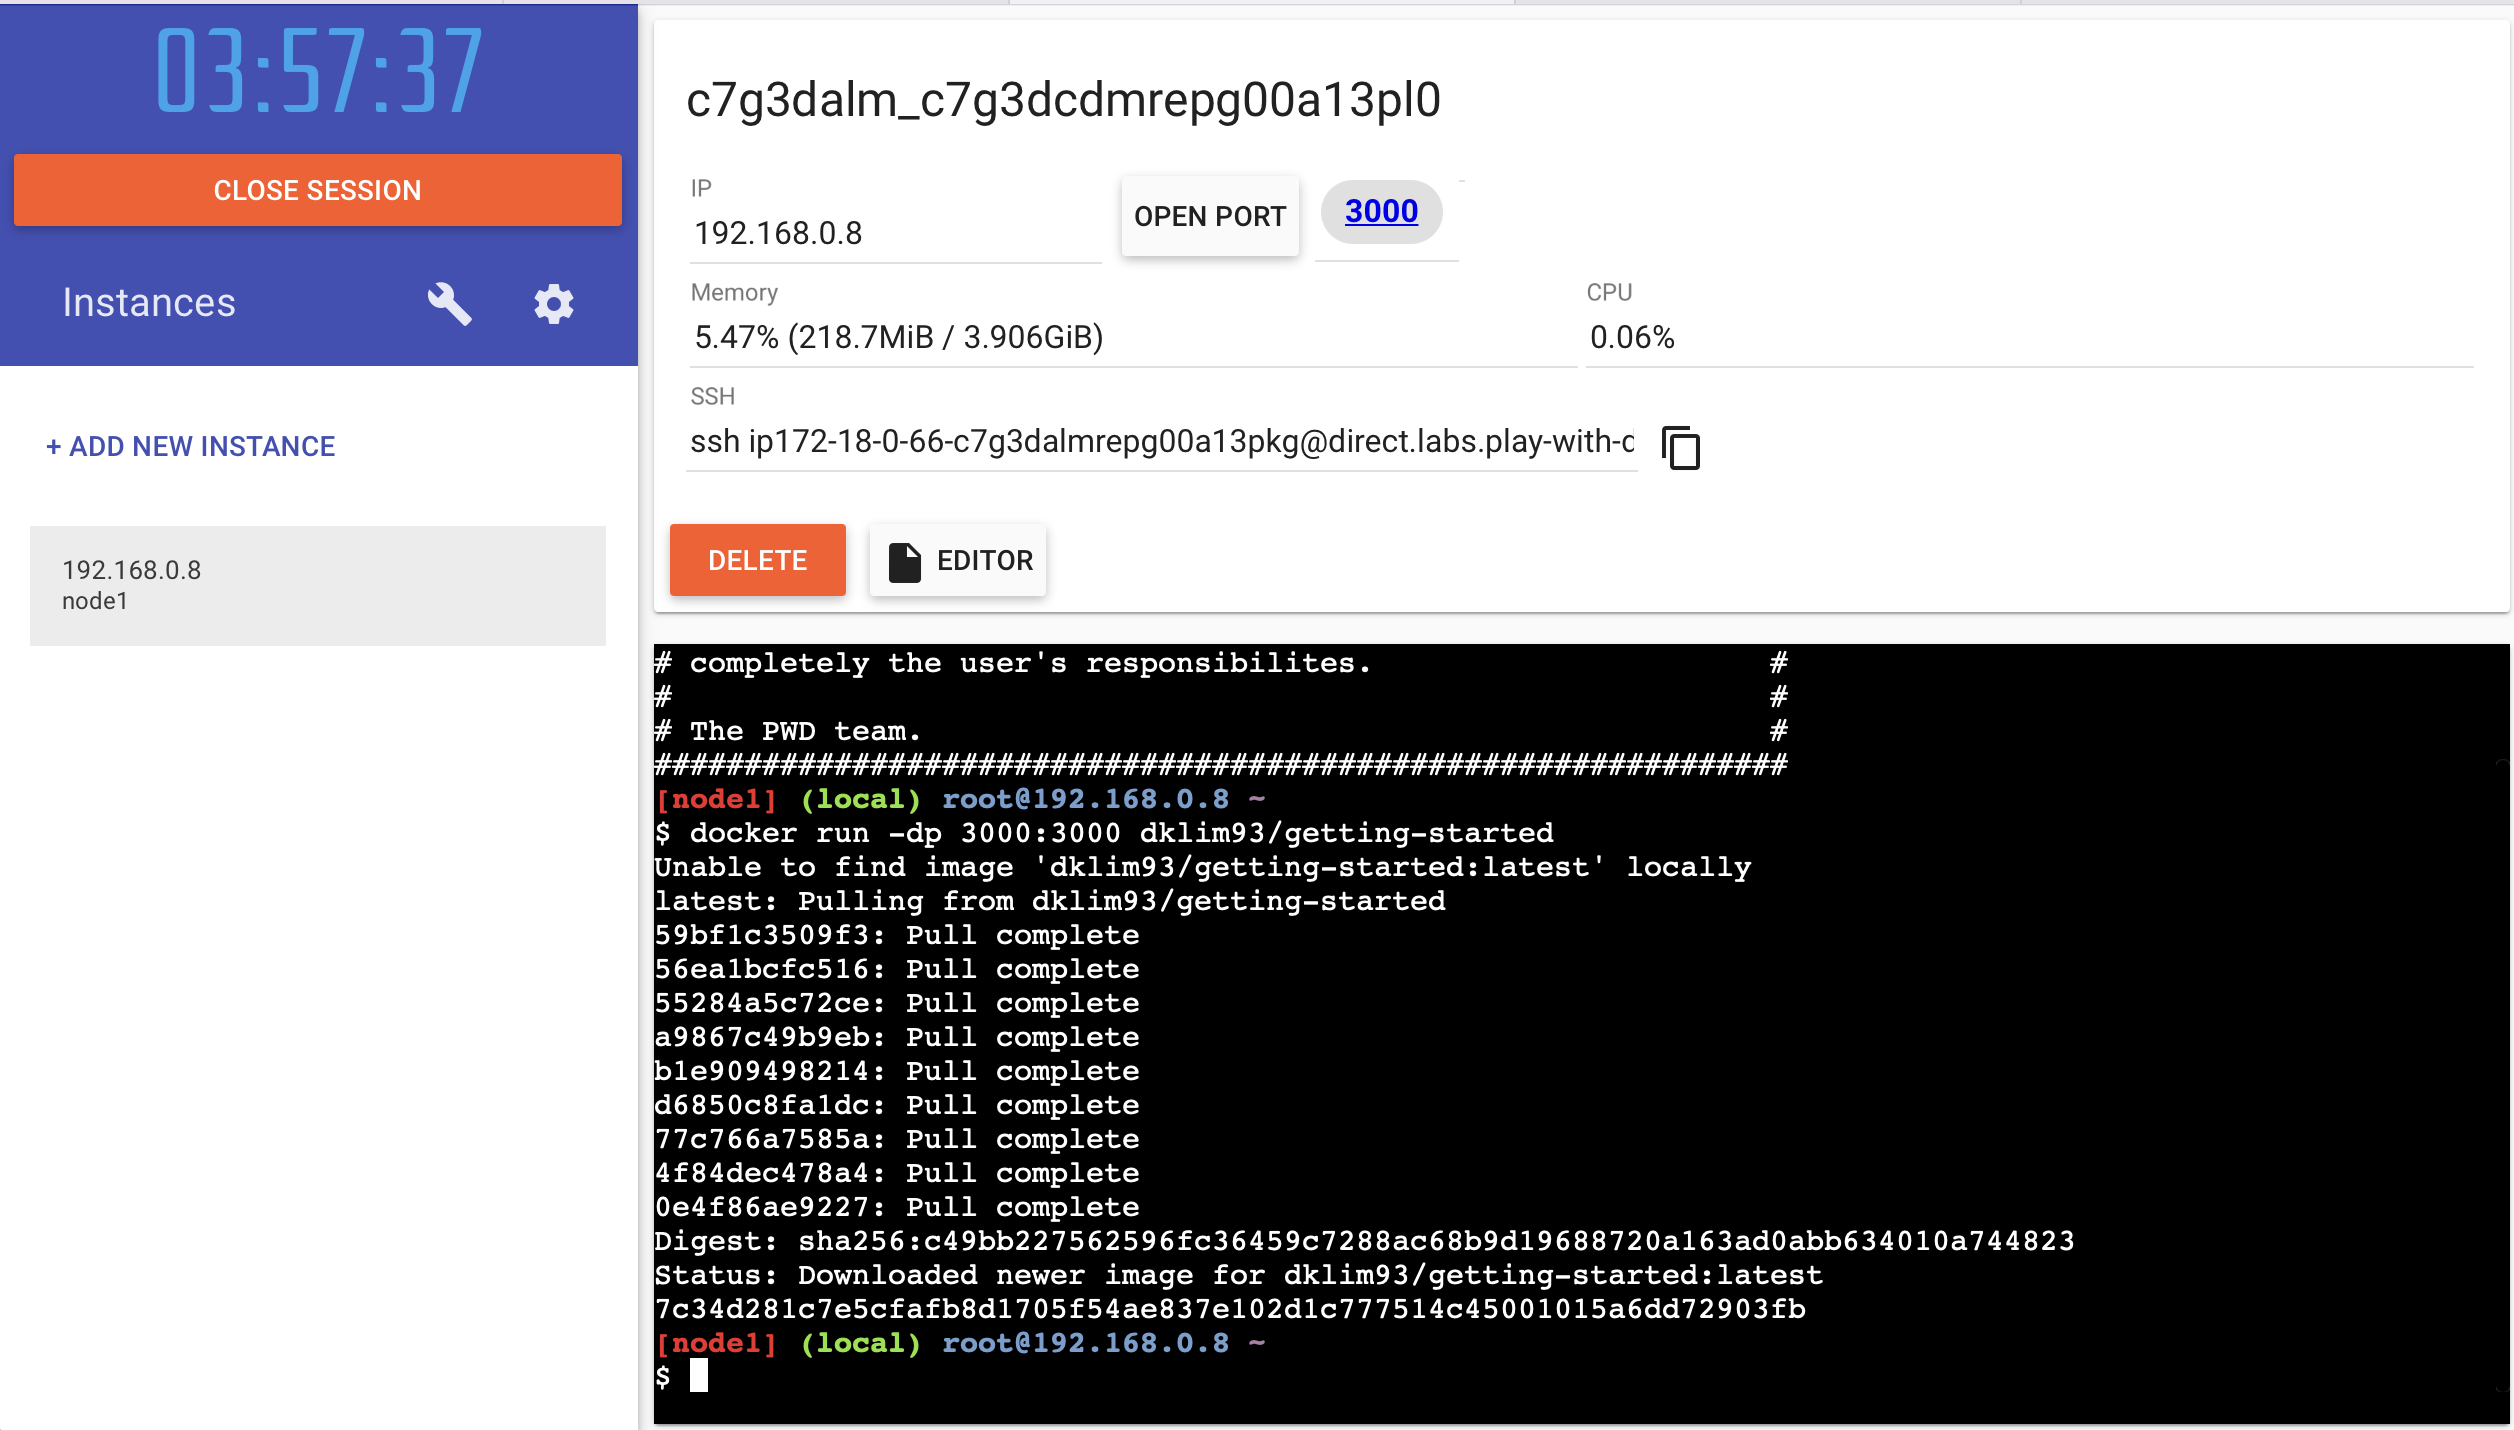 03:57:37
CLOSE SESSION
Instances
+ ADD NEW INSTANCE
192.168.0.8
node1
c7g3dalm_c7g3dcdmrepg00a13pl0
IP
192.168.0.8
OPEN PORT
3000
Memory
5.47% (218.7MiB / 3.906GiB)
CPU
0.06%
SSH
ssh ip172-18-0-66-c7g3dalmrepg00a13pkg@direct.labs.play-with-d
DELETE
EDITOR
# completely the user's responsibilites. #
# #
# The PWD team. #
###############################################################
[node1] (local) root@192.168.0.8 ~
$ docker run -dp 3000:3000 dklim93/getting-started
Unable to find image 'dklim93/getting-started:latest' locally
latest: Pulling from dklim93/getting-started
59bf1c3509f3: Pull complete
56ea1bcfc516: Pull complete
55284a5c72ce: Pull complete
a9867c49b9eb: Pull complete
b1e909498214: Pull complete
d6850c8fa1dc: Pull complete
77c766a7585a: Pull complete
4f84dec478a4: Pull complete
0e4f86ae9227: Pull complete
Digest: sha256:c49bb227562596fc36459c7288ac68b9d19688720a163ad0abb634010a744823
Status: Downloaded newer image for dklim93/getting-started:latest
7c34d281c7e5cfafb8d1705f54ae837e102d1c777514c45001015a6dd72903fb
[node1] (local) root@192.168.0.8 ~
$